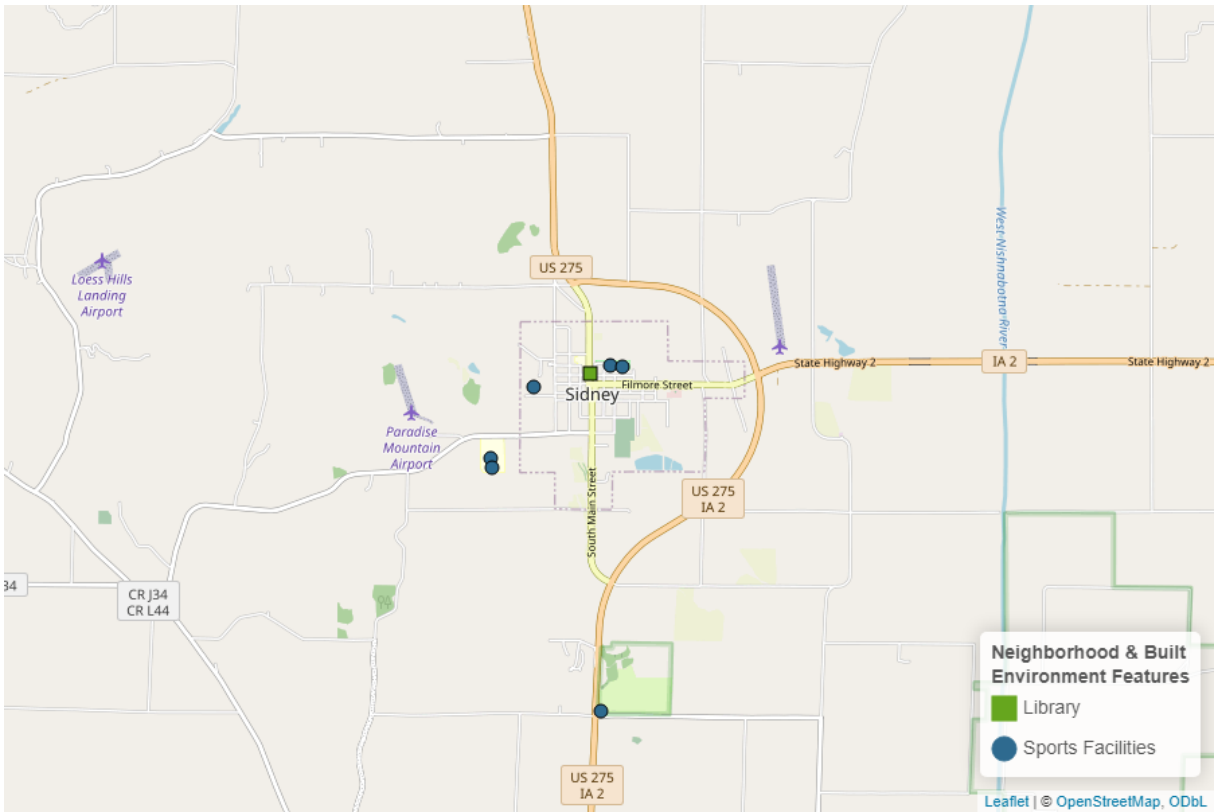 US 275
Loess Hills
Landing
Airport
West Nishnabotna River
State Highway 2
IA 2
State Highway 2
Filmore Street
Sidney
Paradise
Mountain
Airport
South Main Street
US 275
IA 2
34
CR J34
CR L44
Neighborhood & Built
Environment Features
Library
Sports Facilities
US 275
IA 2
Leaflet | © OpenStreetMap, ODbL